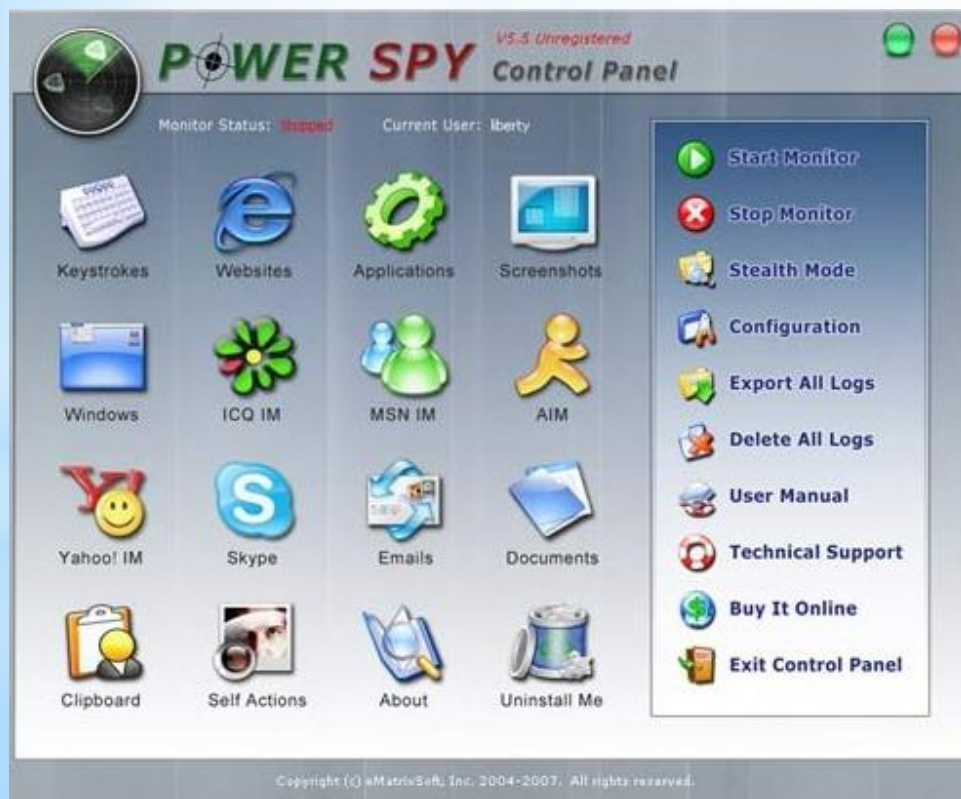 V5.5 Unregistered
POWER SPY Control Panel
Monitor Status: Stopped Current User: liberty
Keystrokes Websites Applications Screenshots
Windows ICQ IM MSN IM AIM
Yahoo! IM Skype Emails Documents
Clipboard Self Actions About Uninstall Me
Start Monitor
Stop Monitor
Stealth Mode
Configuration
Export All Logs
Delete All Logs
User Manual
Technical Support
Buy It Online
Exit Control Panel
Copyright (c) eMatrixSoft, Inc. 2004-2007. All rights reserved.